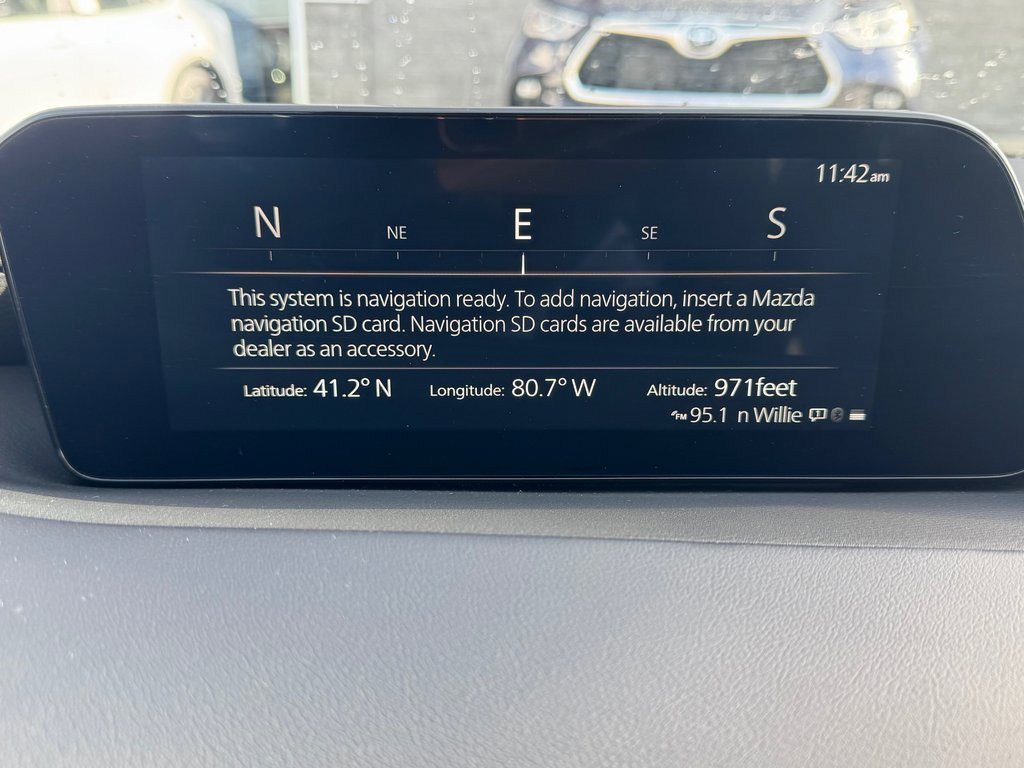 11:42am
N NE E SE S
This system is navigation ready. To add navigation, insert a Mazda
navigation SD card. Navigation SD cards are available from your
dealer as an accessory.
Latitude: 41.2° N Longitude: 80.7° W Altitude: 971feet
FM 95.1 n Willie